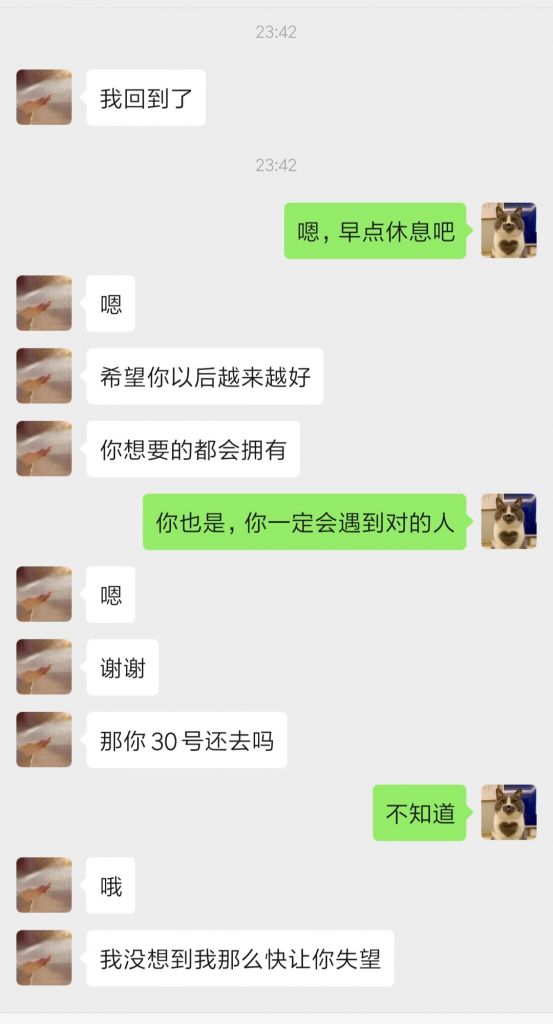 23:42
我回到了
23:42
嗯，早点休息吧
嗯
希望你以后越来越好
你想要的都会拥有
你也是，你一定会遇到对的人
嗯
谢谢
那你30号还去吗
不知道
哦
我没想到我那么快让你失望